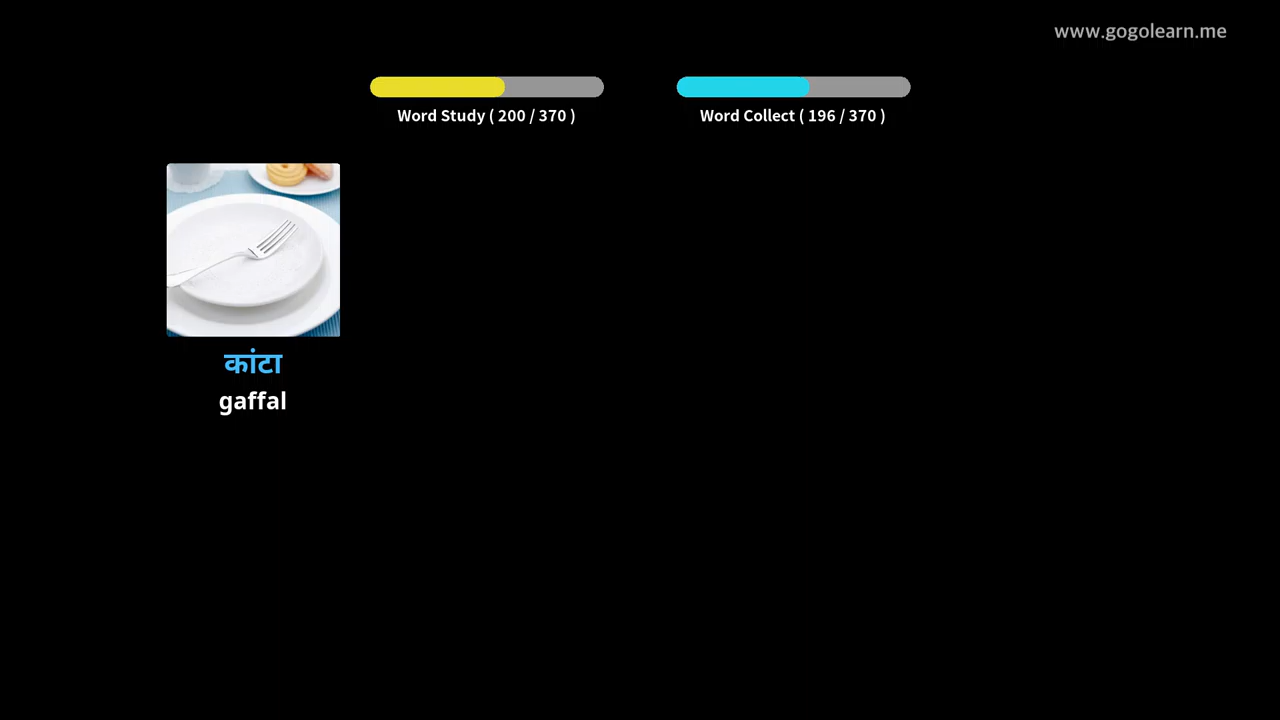 www.gogolearn.me
Word Study ( 200 / 370 )
Word Collect ( 196 / 370 )
कांटा
gaffal